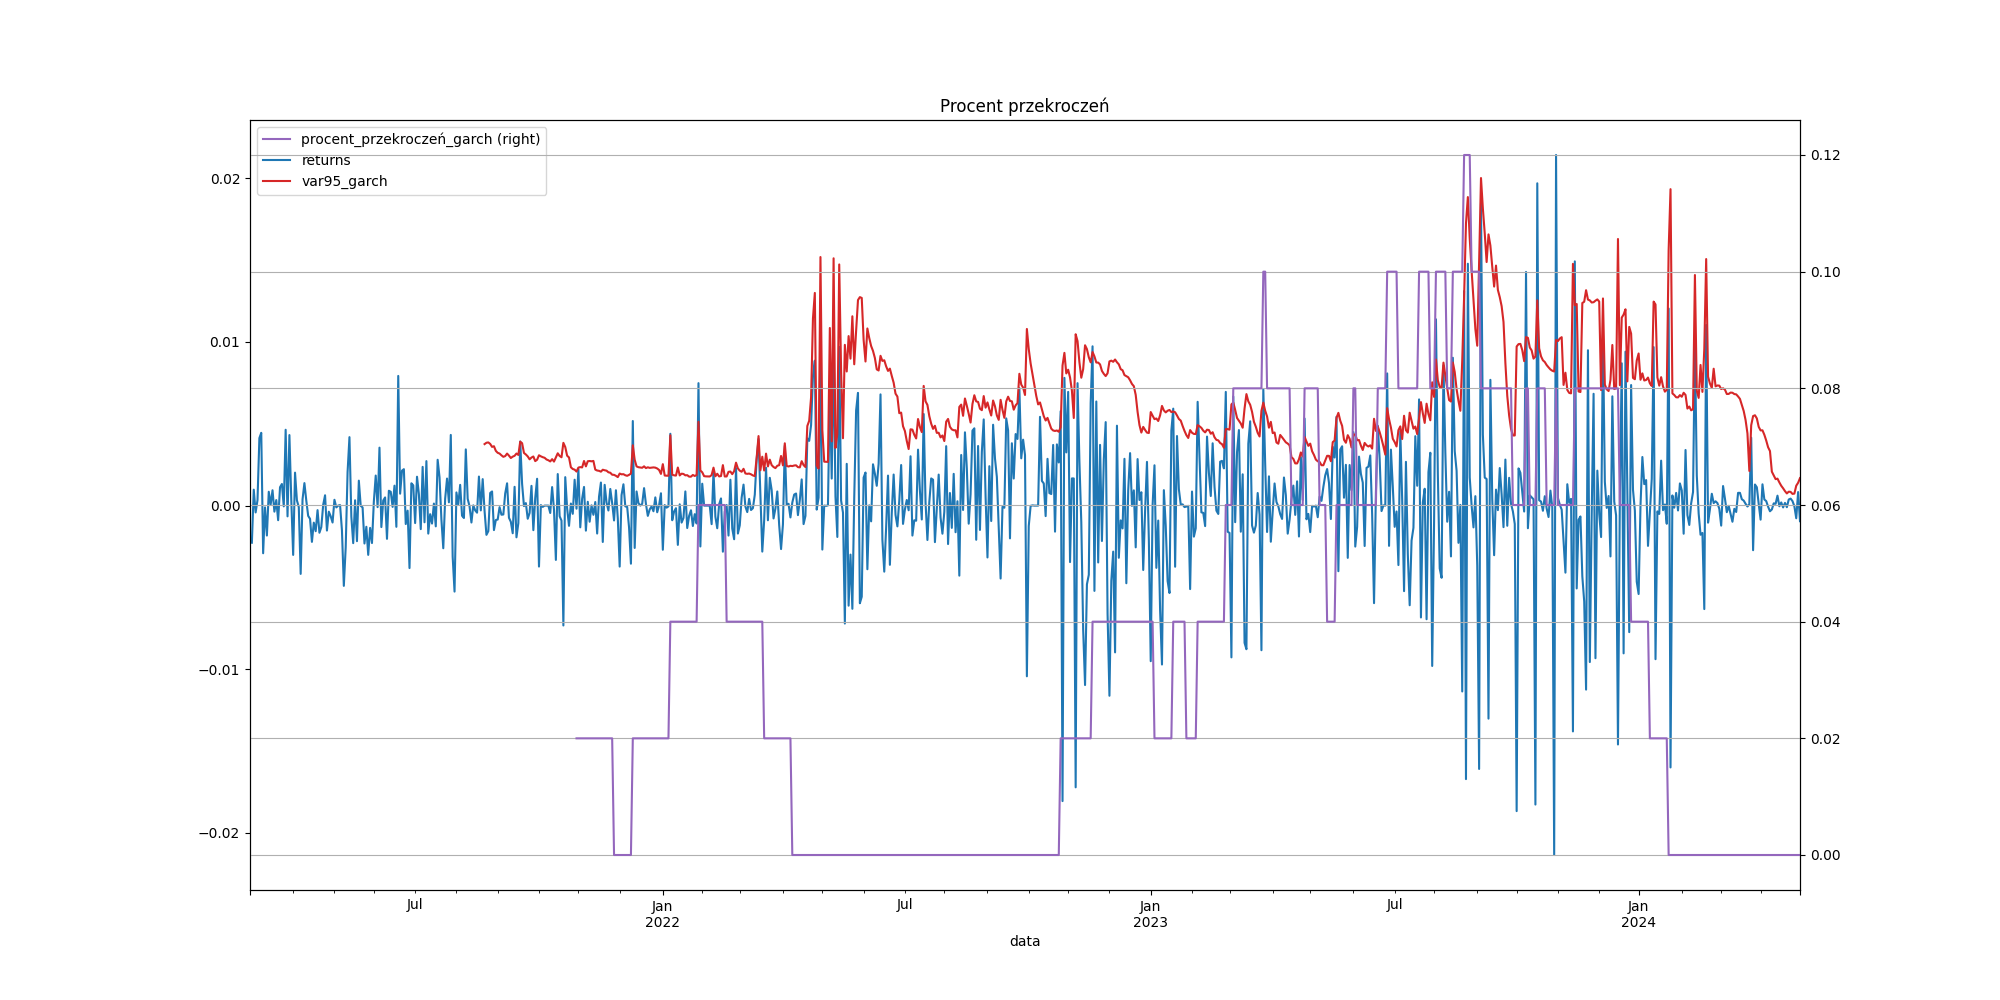 Procent przekroczeń
procent_przekroczeń_garch (right)
returns
var95_garch
0.02
0.01
0.00
−0.01
−0.02
0.12
0.10
0.08
0.06
0.04
0.02
0.00
Jul
Jan
2022
Jul
Jan
2023
Jul
Jan
2024
data